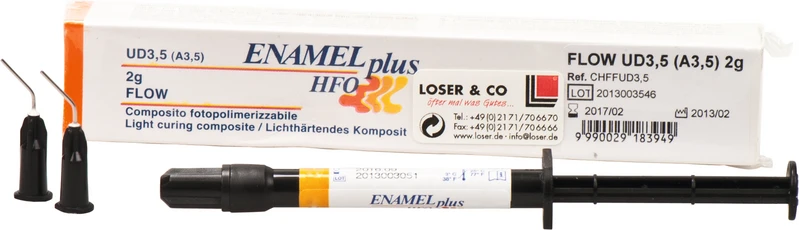 UD3,5 (A3,5)
2g
FLOW
ENAMEL plus
HFO
Composito fotopolimerizzabile
Light curing composite / Lichthärtendes Komposit
LOSER & CO
öfter mal was Gutes...
Tel.: +49(0)2171/706670
Fax: +49(0)2171/706666
www.loser.de · info@loser.de
FLOW UD3,5 (A3,5) 2g
Ref. CHFFUD3,5
LOT 2013003546
2017/02 2013/02
9 990029 183949
LOT 2013003051
ENAMEL plus